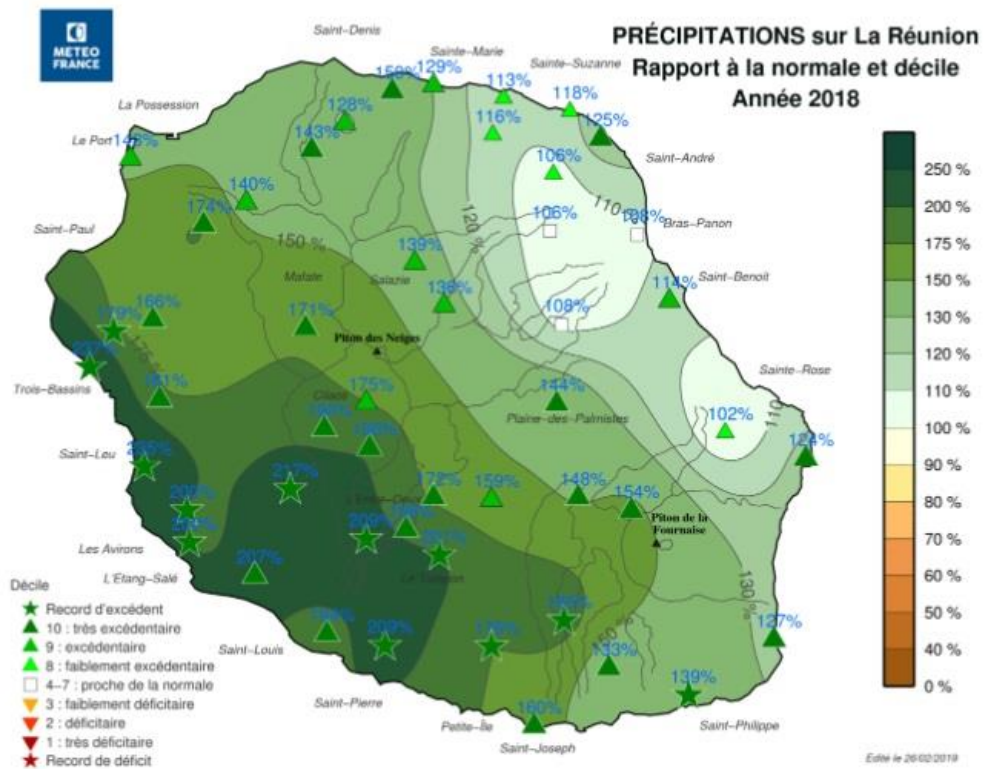 METEO
FRANCE
PRÉCIPITATIONS sur La Réunion
Rapport à la normale et décile
Année 2018
Saint-Denis
Sainte-Marie
Sainte-Suzanne
La Possession
Le Port
Saint-André
Bras-Panon
Saint-Paul
Mafate
Salazie
Saint-Benoit
Piton des Neiges
Trois-Bassins
Sainte-Rose
Cilaos
Plaine-des-Palmistes
Saint-Leu
Piton de la
Fournaise
Les Avirons
L'Etang-Salé
Le Tampon
Saint-Louis
Saint-Pierre
Petite-Île
Saint-Joseph
Saint-Philippe
129%
113%
118%
128%
116%
125%
143%
106%
140%
174%
106%
139%
114%
166%
171%
108%
175%
144%
102%
124%
217%
172%
159%
148%
154%
207%
209%
133%
127%
139%
160%
150 %
120 %
110 %
130 %
150 %
110
250 %
200 %
175 %
150 %
130 %
120 %
110 %
100 %
90 %
80 %
70 %
60 %
50 %
40 %
0 %
Décile
Record d'excédent
10 : très excédentaire
9 : excédentaire
8 : faiblement excédentaire
4-7 : proche de la normale
3 : faiblement déficitaire
2 : déficitaire
1 : très déficitaire
Record de déficit
Edité le 26/02/2019